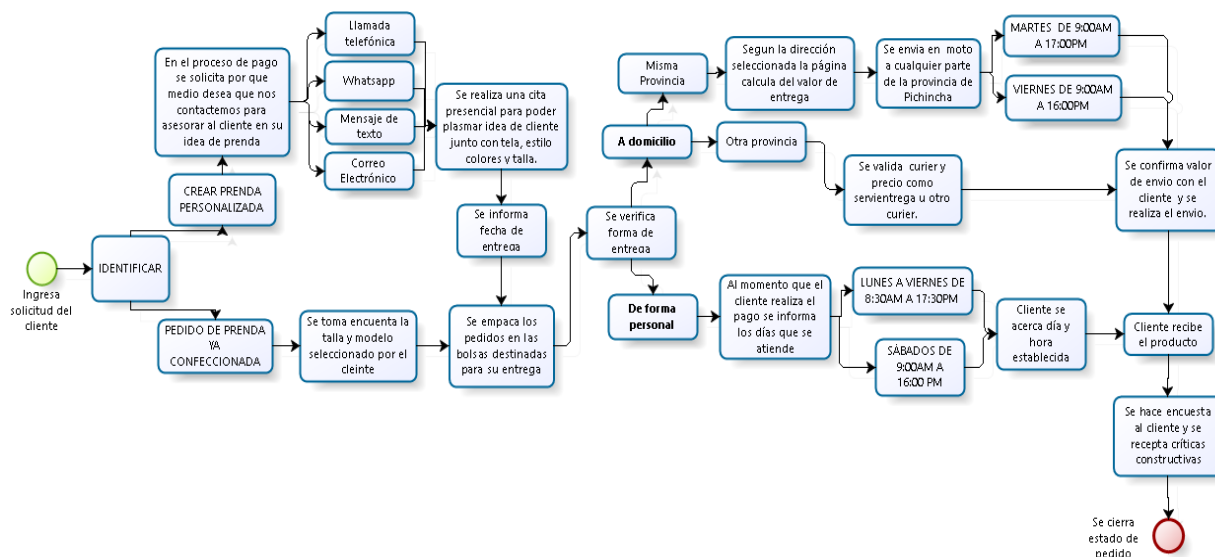 Ingresa
solicitud del
cliente
IDENTIFICAR
CREAR PRENDA
PERSONALIZADA
En el proceso de pago
se solicita por que
medio desea que nos
contactemos para
asesorar al cliente en su
idea de prenda
Llamada
telefónica
Whatsapp
Mensaje de
texto
Correo
Electrónico
Se realiza una cita
presencial para poder
plasmar idea de cliente
junto con tela, estilo
colores y talla.
Se informa
fecha de
entrega
PEDIDO DE PRENDA
YA
CONFECCIONADA
Se toma encuenta la
talla y modelo
seleccionado por el
cleinte
Se empaca los
pedidos en las
bolsas destinadas
para su entrega
Se verifica
forma de
entrega
A domicilio
Misma
Provincia
Segun la dirección
seleccionada la página
calcula del valor de
entrega
Se envia en moto
a cualquier parte
de la provincia de
Pichincha
MARTES DE 9:00AM
A 17:00PM
VIERNES DE 9:00AM
A 16:00PM
Otra provincia
Se valida curier y
precio como
servientrega u otro
curier.
Se confirma valor
de envio con el
cliente y se
realiza el envio.
De forma
personal
Al momento que el
cliente realiza el
pago se informa
los días que se
atiende
LUNES A VIERNES DE
8:30AM A 17:30PM
SÁBADOS DE
9:00AM A
16:00 PM
Cliente se
acerca día y
hora
establecida
Cliente recibe
el producto
Se hace encuesta
al cliente y se
recepta críticas
constructivas
Se cierra
estado de
pedido